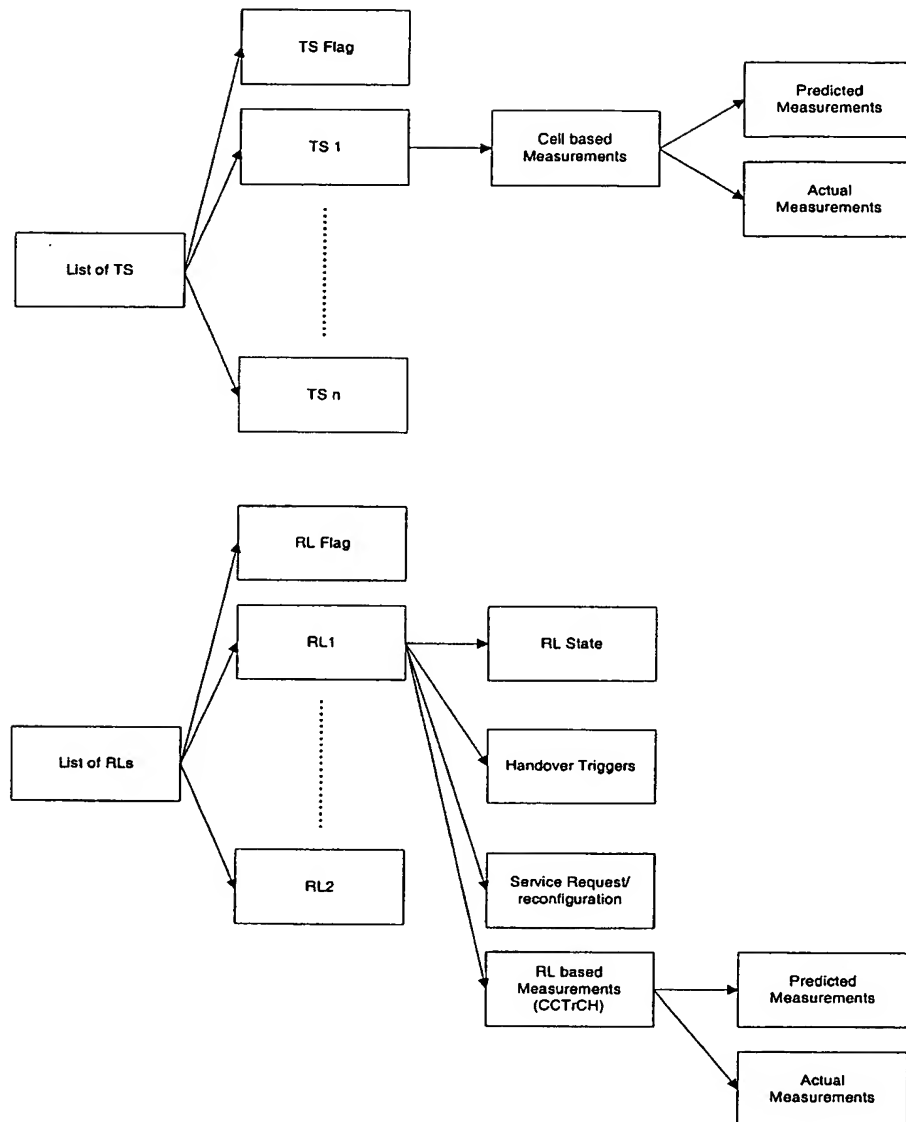 TS Flag
TS 1
Cell based
Measurements
Predicted
Measurements
Actual
Measurements
List of TS
TS n
RL Flag
RL1
RL State
List of RLs
Handover Triggers
RL2
Service Request/
reconfiguration
RL based
Measurements
(CCTrCH)
Predicted
Measurements
Actual
Measurements